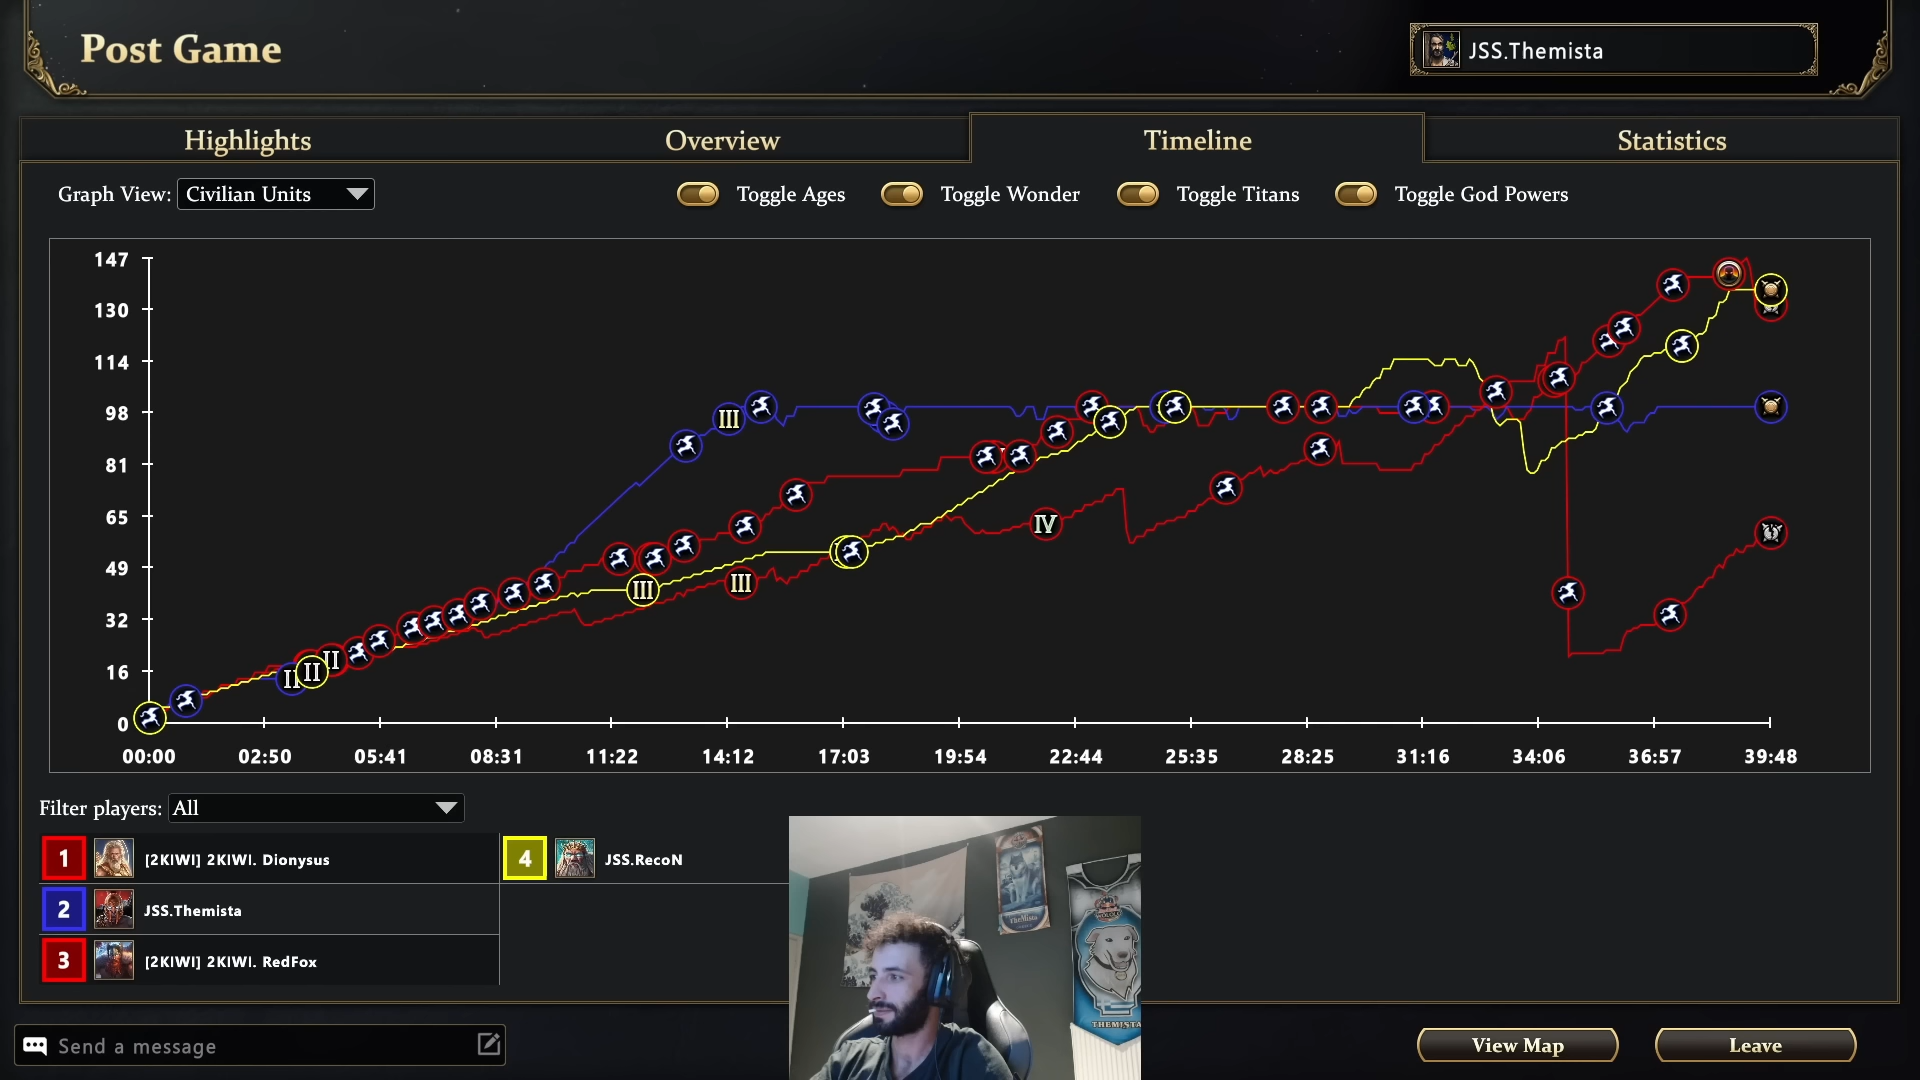 Post Game
JSS.Themista
Highlights
Overview
Timeline
Statistics
Graph View: Civilian Units
Toggle Ages
Toggle Wonder
Toggle Titans
Toggle God Powers
147
130
114
98
81
65
49
32
16
0
III
IV
III
III
II
II
II
00:00
02:50
05:41
08:31
11:22
14:12
17:03
19:54
22:44
25:35
28:25
31:16
34:06
36:57
39:48
Filter players: All
1 [2KIWI] 2KIWI. Dionysus
4 JSS.RecoN
2 JSS.Themista
3 [2KIWI] 2KIWI. RedFox
THEMISTA
Send a message
View Map
Leave